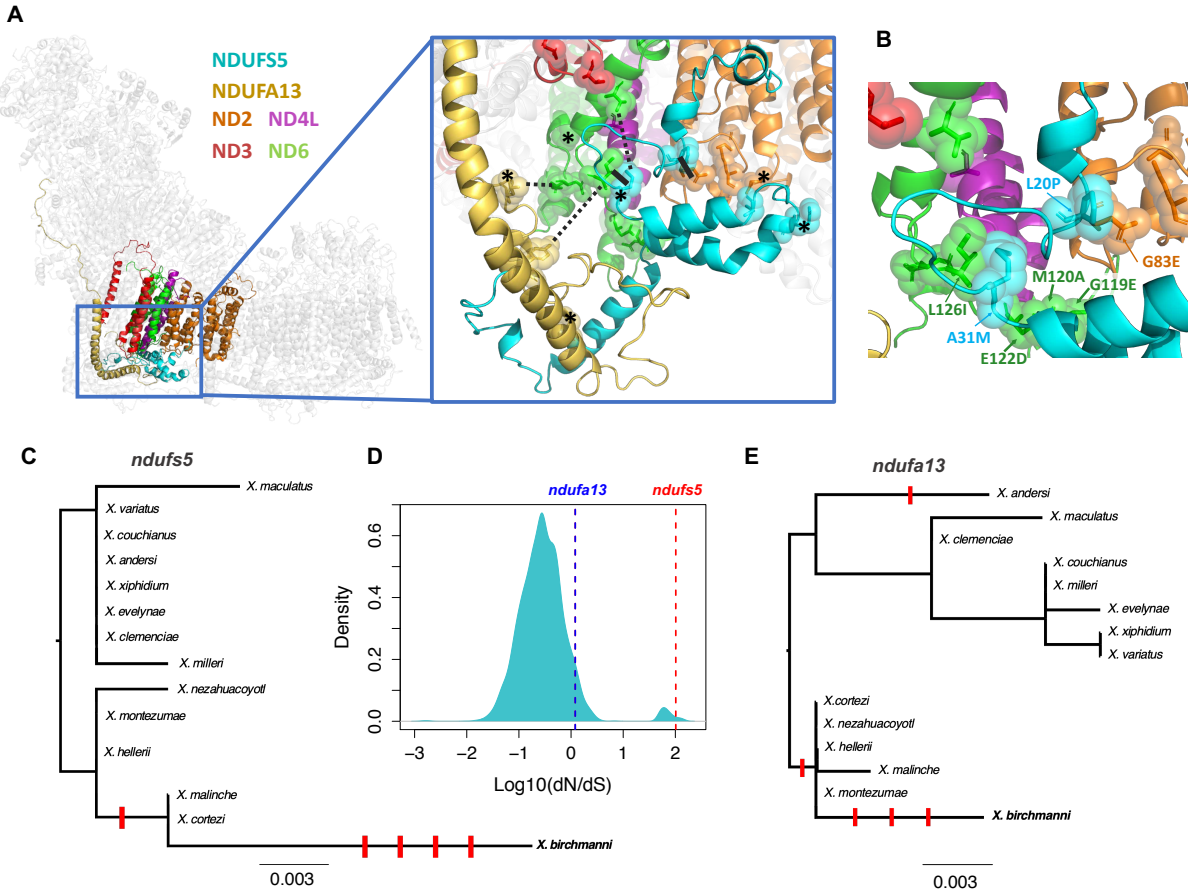 A
NDUFS5
NDUFA13
ND2 ND4L
ND3 ND6
*
*
*
*
*
*
B
L20P
G83E
M120A
G119E
L126I
A31M
E122D
C
ndufs5
X. maculatus
X. variatus
X. couchianus
X. andersi
X. xiphidium
X. evelynae
X. clemenciae
X. milleri
X. nezahuacoyotl
X. montezumae
X. hellerii
X. malinche
X. cortezi
X. birchmanni
0.003
D
ndufa13 ndufs5
Density
0.6
0.4
0.2
0.0
−3 −2 −1 0 1 2
Log10(dN/dS)
E
ndufa13
X. andersi
X. maculatus
X. clemenciae
X. couchianus
X. milleri
X. evelynae
X. xiphidium
X. variatus
X.cortezi
X. nezahuacoyotl
X. hellerii
X. malinche
X. montezumae
X. birchmanni
0.003